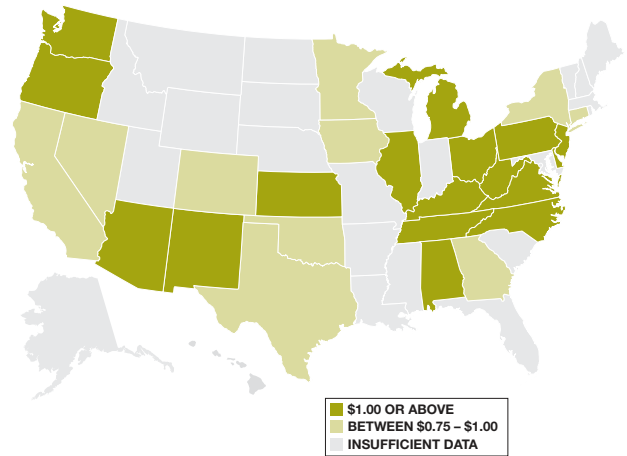 $1.00 OR ABOVE
BETWEEN $0.75 – $1.00
INSUFFICIENT DATA